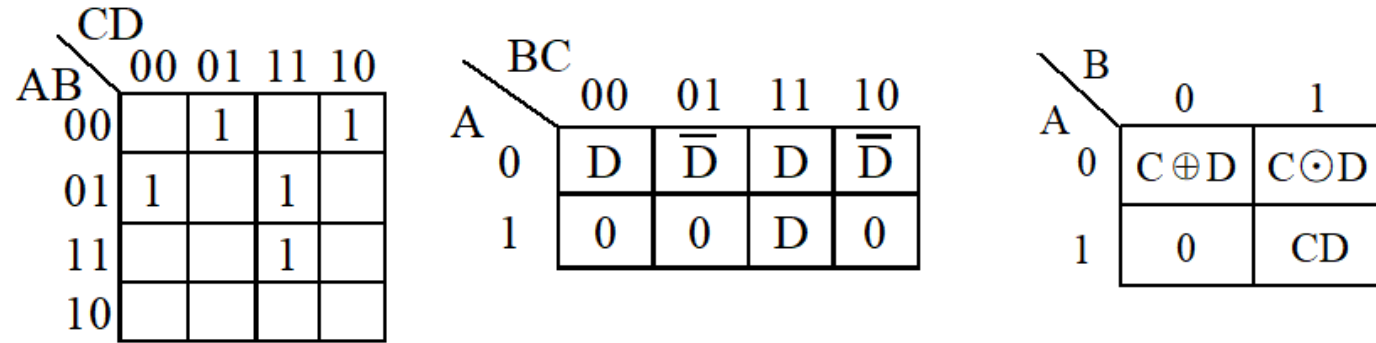 CD
AB 00 01 11 10
00 1 1
01 1 1
11 1
10
BC
A 00 01 11 10
0 D D̅ D D̅
1 0 0 D 0
B
A 0 1
0 C⊕D C⊙D
1 0 CD